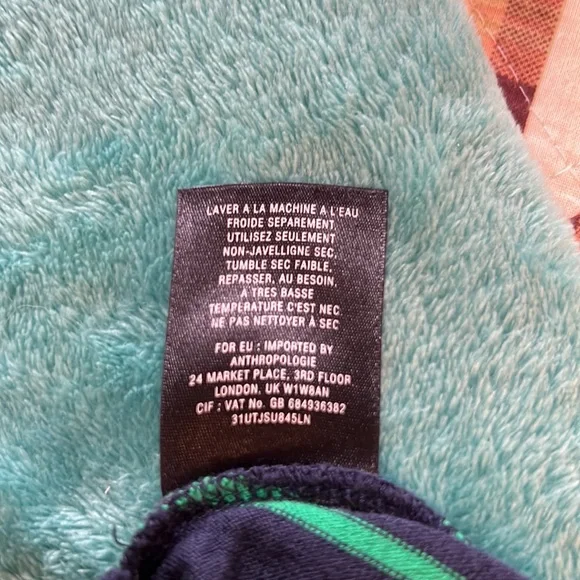 LAVER A LA MACHINE A L'EAU
FROIDE SEPAREMENT,
UTILISEZ SEULEMENT
NON-JAVELLIGNE SEC,
TUMBLE SEC FAIBLE,
REPASSER, AU BESOIN,
A TRES BASSE
TEMPERATURE C'EST NEC
NE PAS NETTOYER À SEC
FOR EU : IMPORTED BY
ANTHROPOLOGIE
24 MARKET PLACE, 3RD FLOOR
LONDON, UK W1W8AN
CIF : VAT No. GB 684936382
31UTJSU845LN